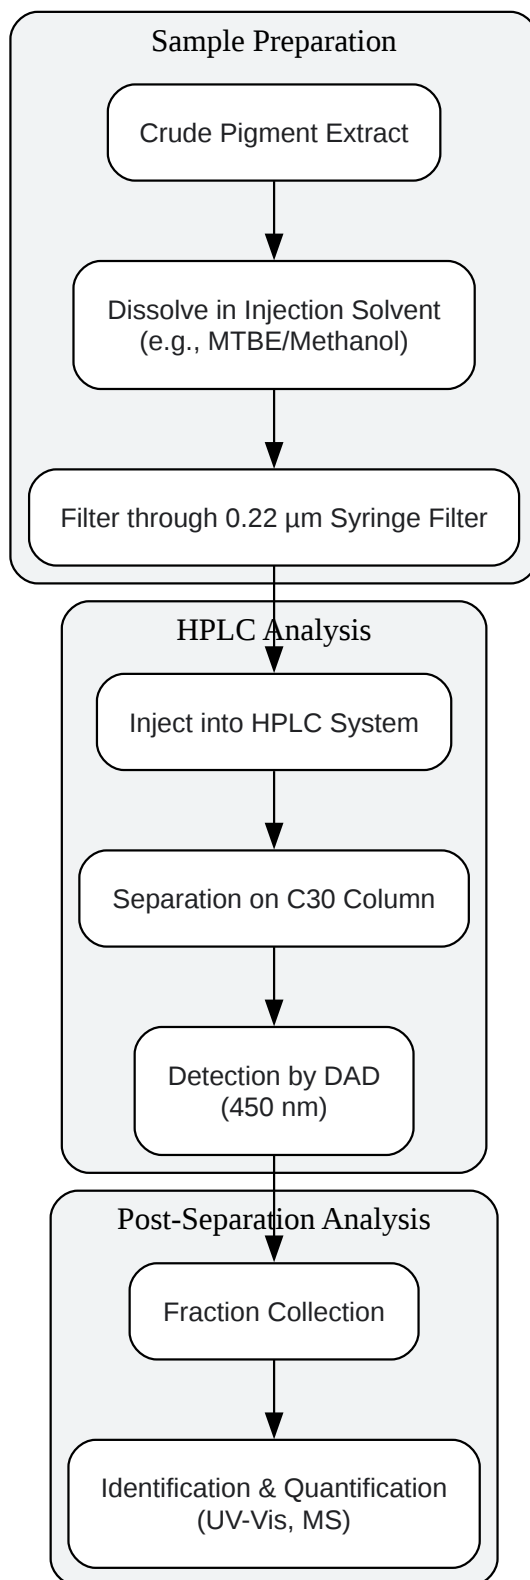 Sample Preparation
Crude Pigment Extract
Dissolve in Injection Solvent
(e.g., MTBE/Methanol)
Filter through 0.22 µm Syringe Filter
HPLC Analysis
Inject into HPLC System
Separation on C30 Column
Detection by DAD
(450 nm)
Post-Separation Analysis
Fraction Collection
Identification & Quantification
(UV-Vis, MS)